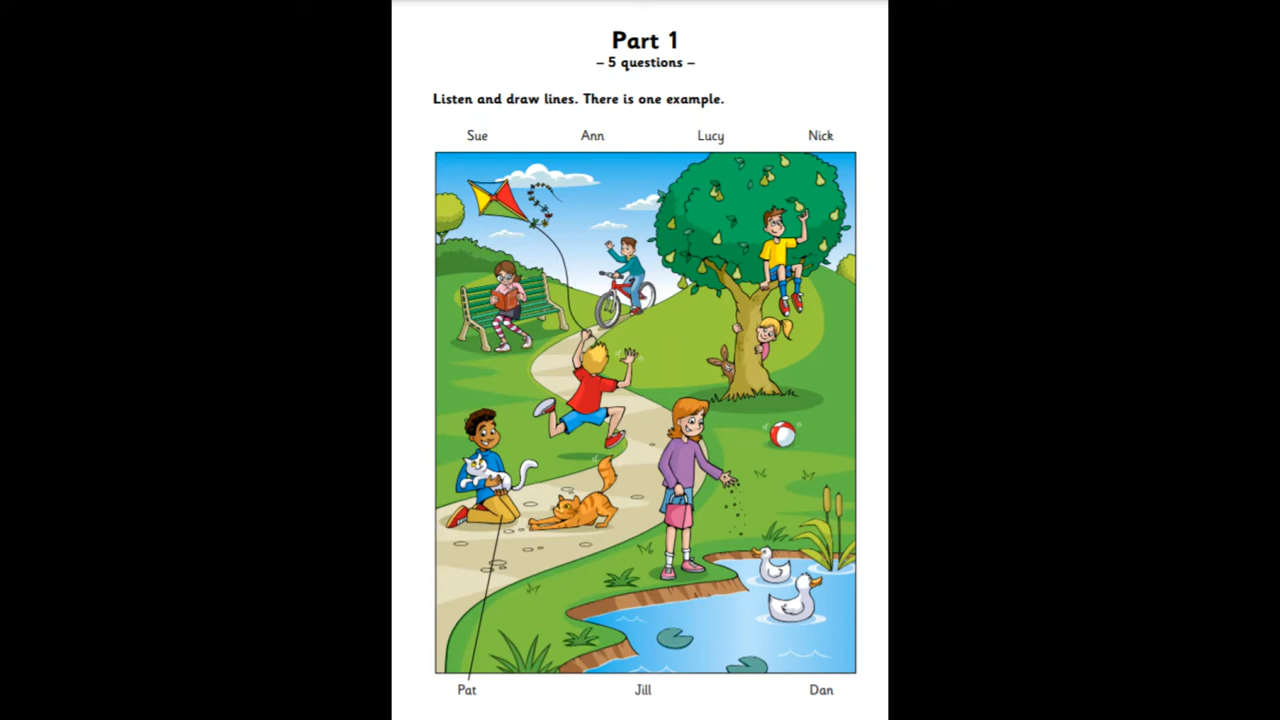 Part 1
– 5 questions –
Listen and draw lines. There is one example.
Sue Ann Lucy Nick
Pat Jill Dan